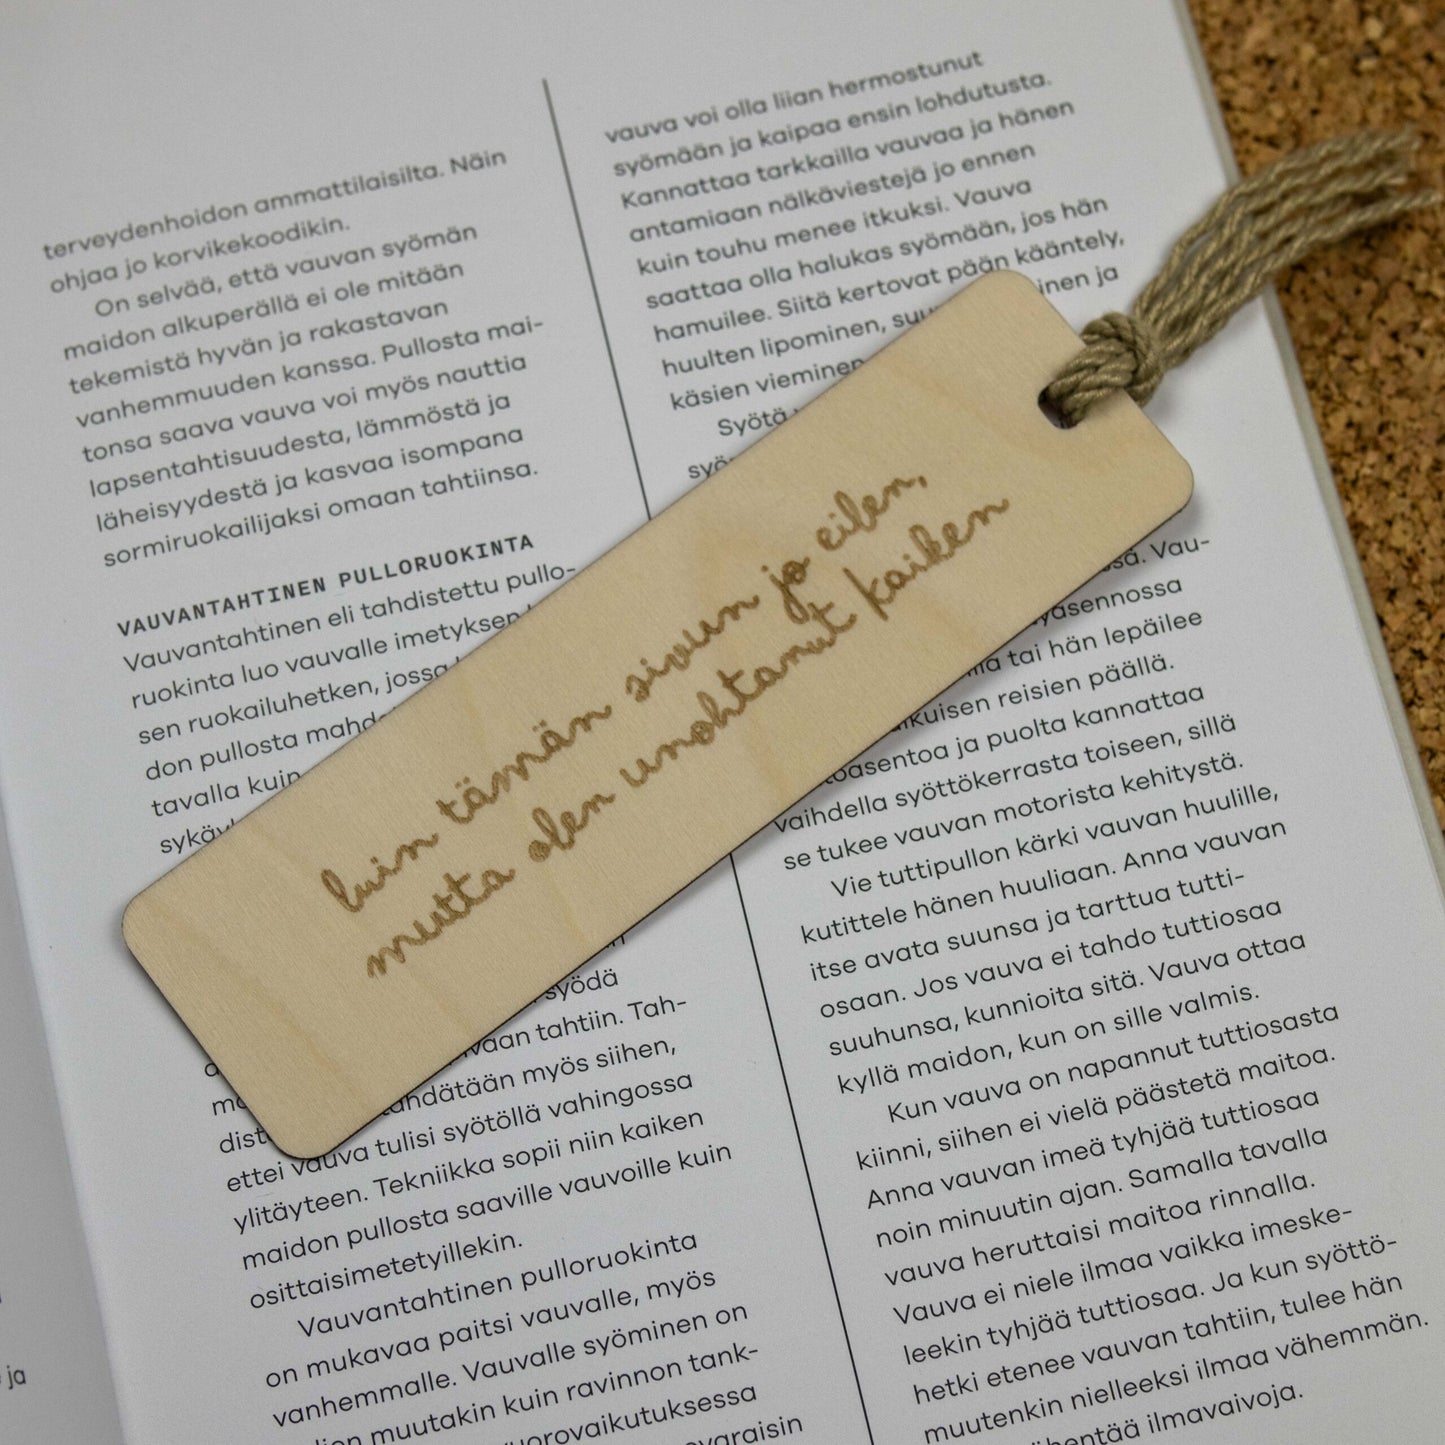 terveydenhoidon ammattilaisilta. Näin
ohjaa jo korvikekoodikin.
On selvää, että vauvan syömän
maidon alkuperällä ei ole mitään
tekemistä hyvän ja rakastavan
vanhemmuuden kanssa. Pullosta mai-
tonsa saava vauva voi myös nauttia
lapsentahtisuudesta, lämmöstä ja
läheisyydestä ja kasvaa isompana
sormiruokailijaksi omaan tahtiinsa.
VAUVANTAHTINEN PULLORUOKINTA
Vauvantahtinen eli tahdistettu pullo-
ruokinta luo vauvalle imetyksen
sen ruokailuhetken, jossa
don pullosta
tavalla kuin
luin tämän sivun jo eilen,
mutta olen unohtanut kaiken
syödä
tahtiin. Tah-
myös siihen,
ettei vauva tulisi syötöllä vahingossa
ylitäyteen. Tekniikka sopii niin kaiken
maidon pullosta saaville vauvoille kuin
osittaisimetetyillekin.
Vauvantahtinen pulloruokinta
on mukavaa paitsi vauvalle, myös
vanhemmalle. Vauvalle syöminen on
muutakin kuin ravinnon tank-
vauva voi olla liian hermostunut
syömään ja kaipaa ensin lohdutusta.
Kannattaa tarkkailla vauvaa ja hänen
antamiaan nälkäviestejä jo ennen
kuin touhu menee itkuksi. Vauva
saattaa olla halukas syömään, jos hän
hamuilee. Siitä kertovat pään kääntely,
huulten lipominen, ja
käsien vieminen
Syötä
Vau-
tai hän lepäilee
reisien päällä.
ja puolta kannattaa
vaihdella syöttökerrasta toiseen, sillä
se tukee vauvan motorista kehitystä.
Vie tuttipullon kärki vauvan huulille,
kutittele hänen huuliaan. Anna vauvan
itse avata suunsa ja tarttua tutti-
osaan. Jos vauva ei tahdo tuttiosaa
suuhunsa, kunnioita sitä. Vauva ottaa
kyllä maidon, kun on sille valmis.
Kun vauva on napannut tuttiosasta
kiinni, siihen ei vielä päästetä maitoa.
Anna vauvan imeä tyhjää tuttiosaa
noin minuutin ajan. Samalla tavalla
vauva heruttaisi maitoa rinnalla.
Vauva ei niele ilmaa vaikka imeske-
leekin tyhjää tuttiosaa. Ja kun syöttö-
hetki etenee vauvan tahtiin, tulee hän
muutenkin nielleeksi ilmaa vähemmän.
ilmavaivoja.